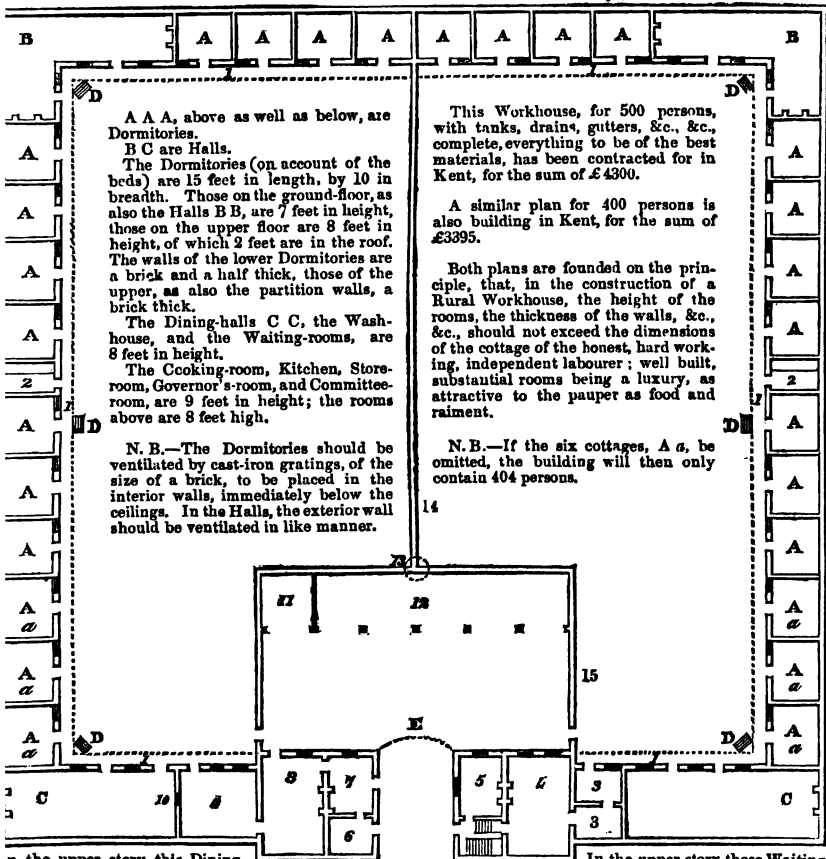 B A A A A A A A A B
1 1
D D
A A A, above as well as below, are
Dormitories.
B C are Halls.
The Dormitories (on account of the
beds) are 15 feet in length, by 10 in
breadth. Those on the ground-floor, as
also the Halls B B, are 7 feet in height,
those on the upper floor are 8 feet in
height, of which 2 feet are in the roof.
The walls of the lower Dormitories are
a brick and a half thick, those of the
upper, as also the partition walls, a
brick thick.
The Dining-halls C C, the Wash-
house, and the Waiting-rooms, are
8 feet in height.
The Cooking-room, Kitchen, Store-
room, Governor's-room, and Committee-
room, are 9 feet in height; the rooms
above are 8 feet high.
N. B.—The Dormitories should be
ventilated by cast-iron gratings, of the
size of a brick, to be placed in the
interior walls, immediately below the
ceilings. In the Halls, the exterior wall
should be ventilated in like manner.
This Workhouse, for 500 persons,
with tanks, drains, gutters, &c., &c.,
complete, everything to be of the best
materials, has been contracted for in
Kent, for the sum of £4300.
A similar plan for 400 persons is
also building in Kent, for the sum of
£3395.
Both plans are founded on the prin-
ciple, that, in the construction of a
Rural Workhouse, the height of the
rooms, the thickness of the walls, &c.,
&c., should not exceed the dimensions
of the cottage of the honest, hard work-
ing, independent labourer; well built,
substantial rooms being a luxury, as
attractive to the pauper as food and
raiment.
N. B.—If the six cottages, A a, be
omitted, the building will then only
contain 404 persons.
A A
A A
A A
A A
2 2
1 1
A D D A
A A
14
A A
13
A A
a a
11 12
A A
a a
15
A A
a a
D E D
1 1
C 10 8 7 5 4 3 C
6 3
the upper story this Dining
In the upper story these Waiting